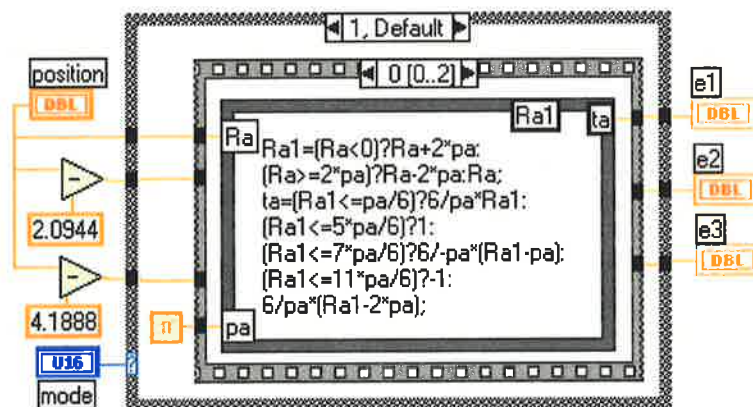 1, Default
position
DBL
0 [0..2]
e1
DBL
Ra
Ra1
ta
Ra1=(Ra<0)?Ra+2*pa:
(Ra>=2*pa)?Ra-2*pa:Ra;
ta=(Ra1<=pa/6)?6/pa*Ra1:
(Ra1<=5*pa/6)?1:
(Ra1<=7*pa/6)?6/-pa*(Ra1-pa):
(Ra1<=11*pa/6)?-1:
6/pa*(Ra1-2*pa);
e2
DBL
2.0944
e3
DBL
4.1888
π
pa
U16
?
mode